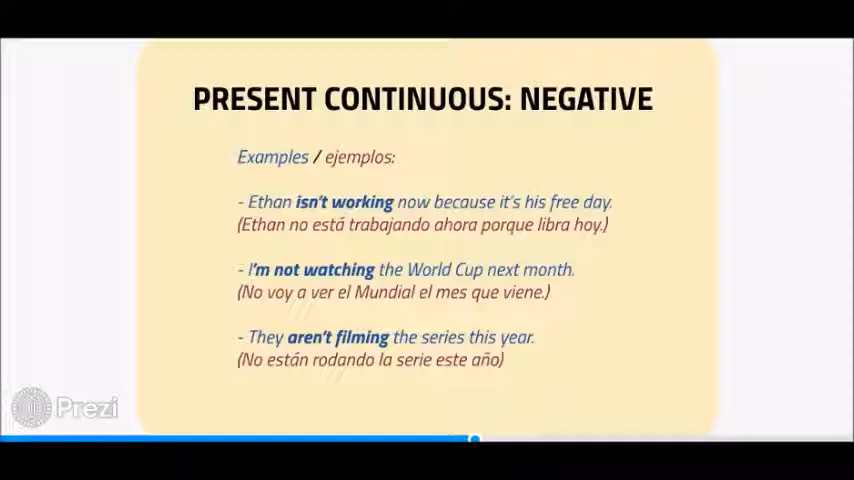 PRESENT CONTINUOUS: NEGATIVE
Examples / ejemplos:
- Ethan isn't working now because it's his free day.
(Ethan no está trabajando ahora porque libra hoy.)
- I'm not watching the World Cup next month.
(No voy a ver el Mundial el mes que viene.)
- They aren't filming the series this year.
(No están rodando la serie este año)
Prezi